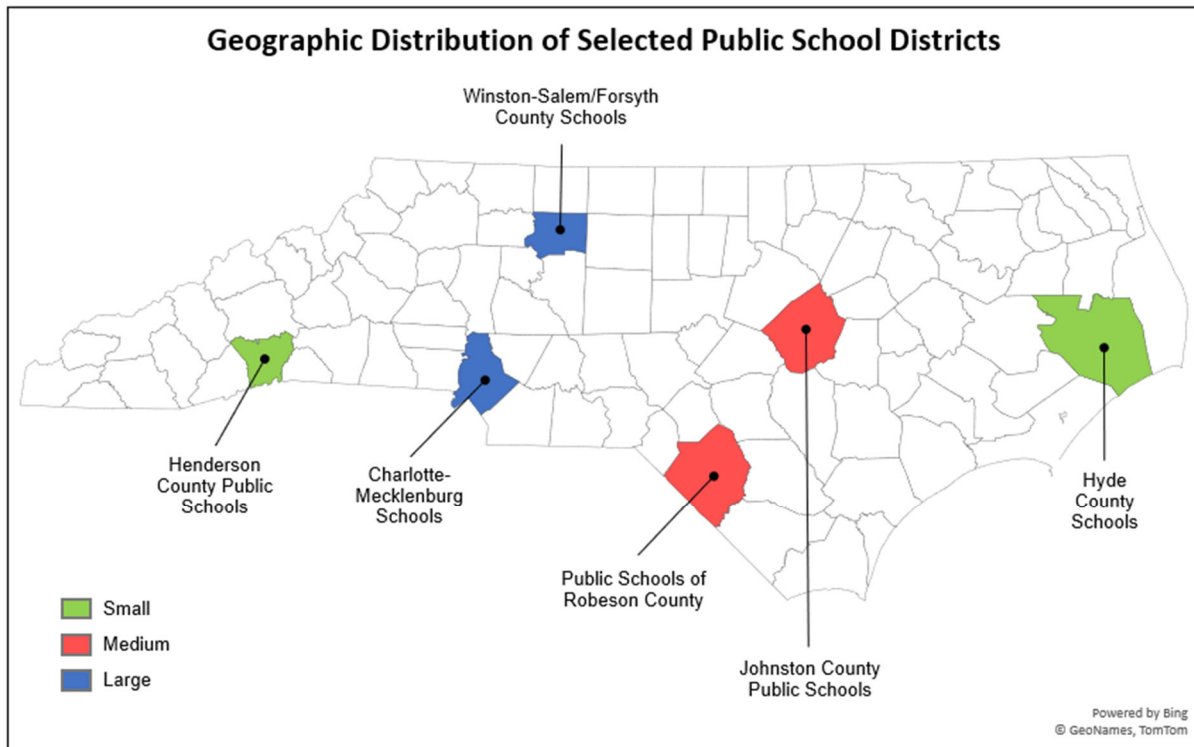 Geographic Distribution of Selected Public School Districts
Winston-Salem/Forsyth
County Schools
Henderson
County Public
Schools
Charlotte-
Mecklenburg
Schools
Public Schools of
Robeson County
Johnston County
Public Schools
Hyde
County
Schools
Small
Medium
Large
Powered by Bing
© GeoNames, TomTom